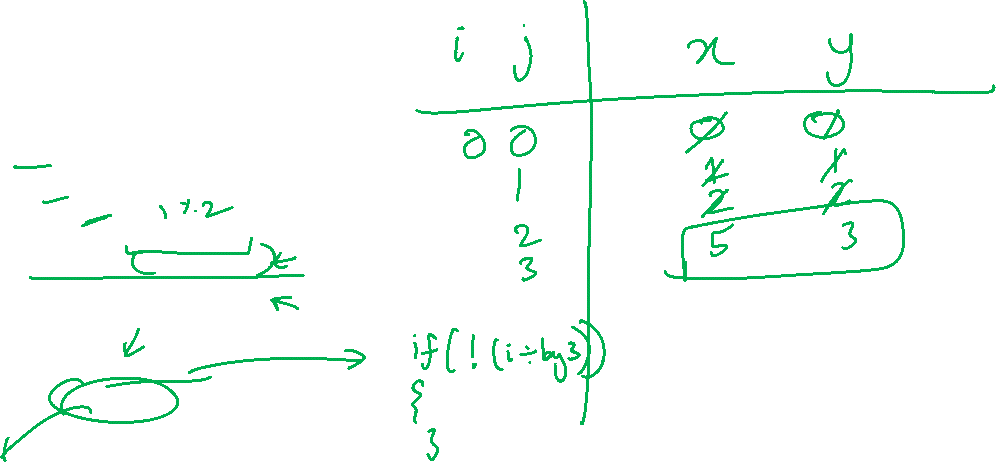 i j x y
0 0 0 0
1 1 1
2 2
1 % 2
2 5 3
3
if(!(i÷by3))
{
}